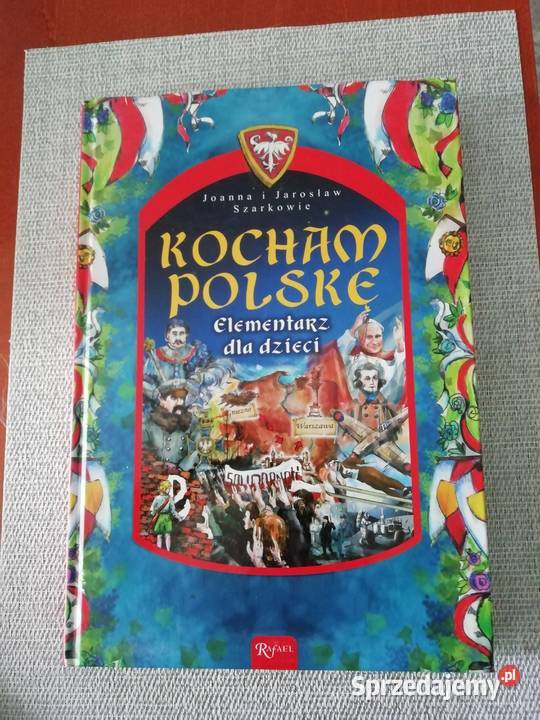 Joanna i Jarosław
Szarkowie
KOCHAM
POLSKĘ
Elementarz
dla dzieci
Warszawa
SOLIDARNOŚĆ
RAFAEL
Sprzedajemy.pl